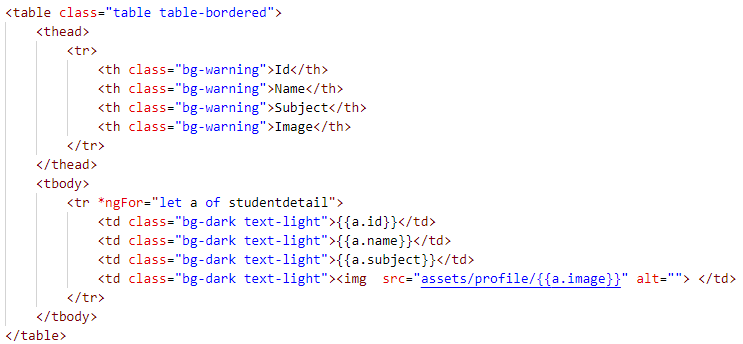 <table class="table table-bordered">
    <thead>
        <tr>
            <th class="bg-warning">Id</th>
            <th class="bg-warning">Name</th>
            <th class="bg-warning">Subject</th>
            <th class="bg-warning">Image</th>
        </tr>
    </thead>
    <tbody>
        <tr *ngFor="let a of studentdetail">
            <td class="bg-dark text-light">{{a.id}}</td>
            <td class="bg-dark text-light">{{a.name}}</td>
            <td class="bg-dark text-light">{{a.subject}}</td>
            <td class="bg-dark text-light"><img  src="assets/profile/{{a.image}}" alt=""> </td>
        </tr>
    </tbody>
</table>